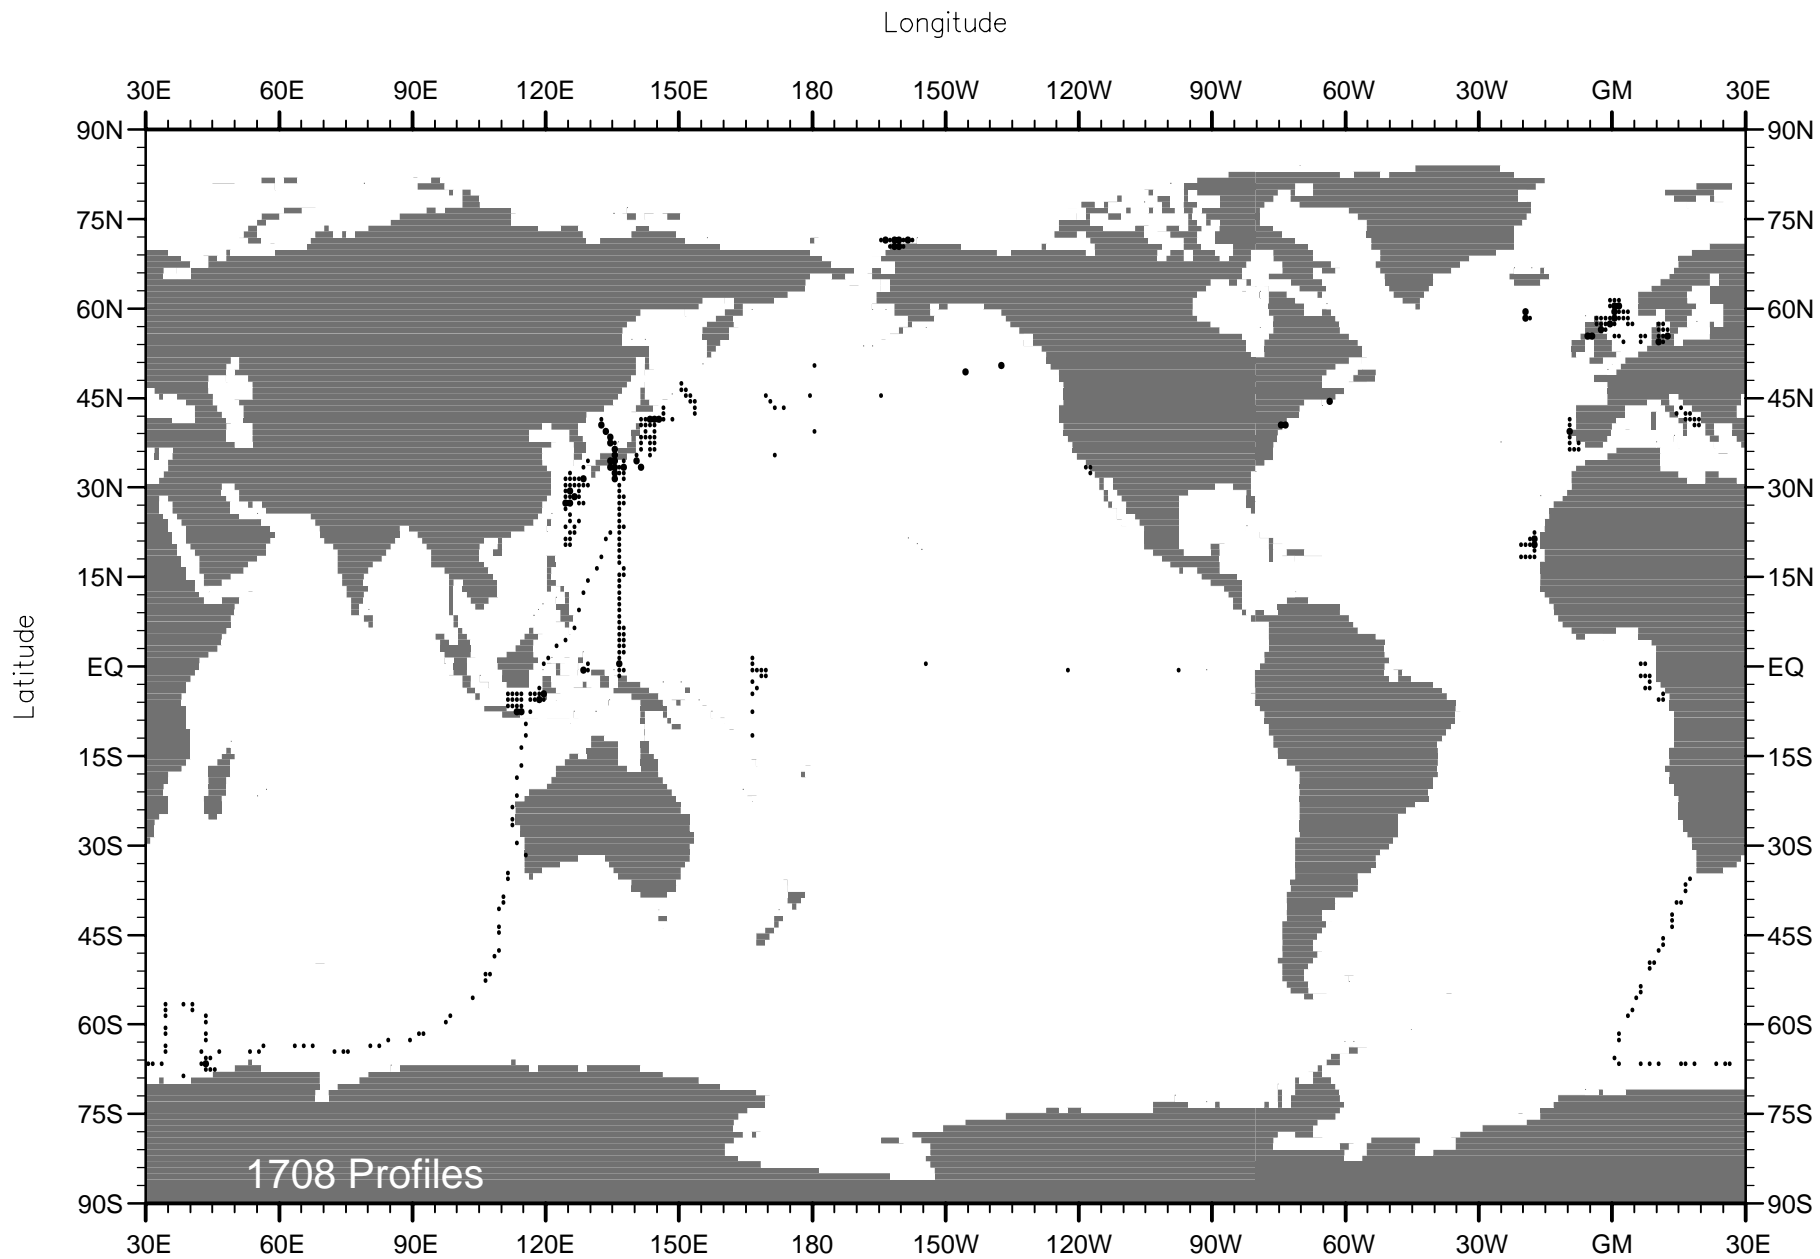 Longitude
30E 60E 90E 120E 150E 180 150W 120W 90W 60W 30W GM 30E
90N 90N
75N 75N
60N 60N
45N 45N
30N 30N
15N 15N
EQ EQ
Latitude
15S 15S
30S 30S
45S 45S
60S 60S
75S 75S
1708 Profiles
90S 90S
30E 60E 90E 120E 150E 180 150W 120W 90W 60W 30W GM 30E